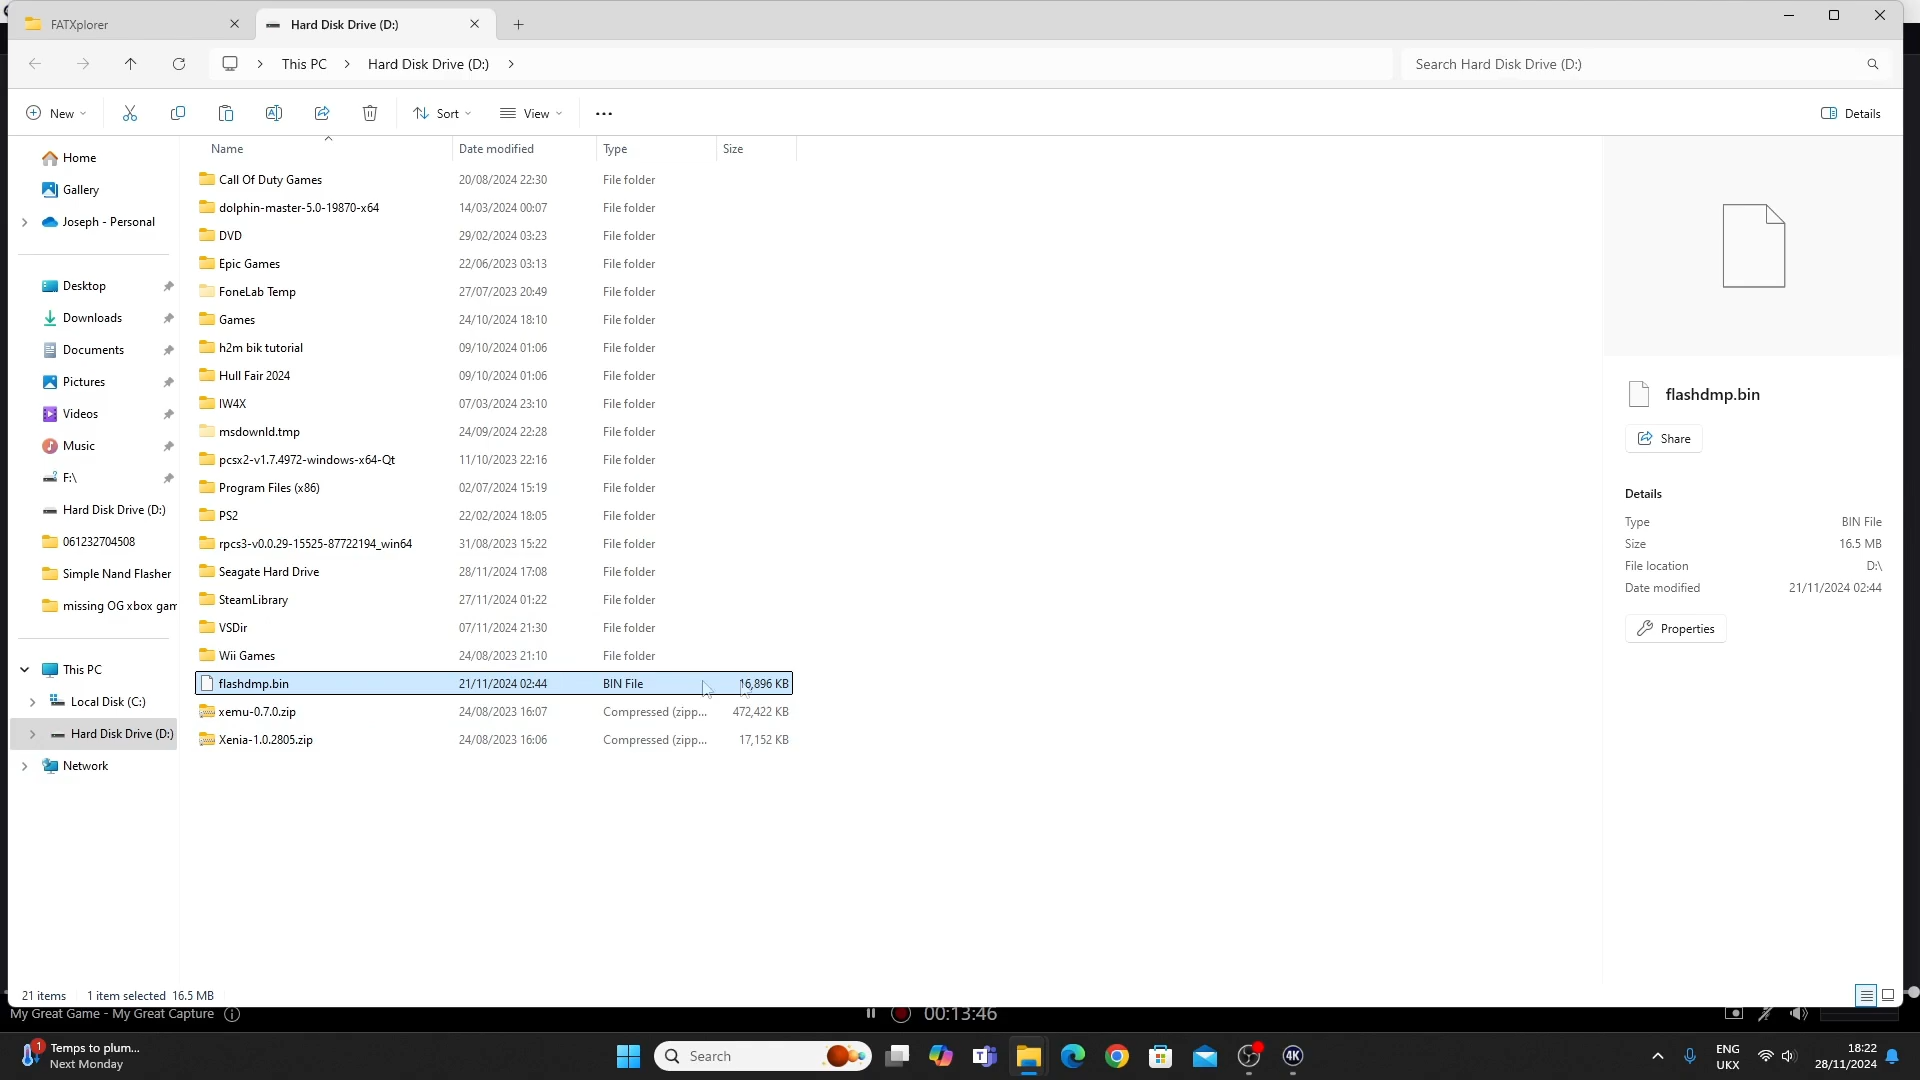 FATXplorer
Hard Disk Drive (D:)
This PC
Hard Disk Drive (D:)
Search Hard Disk Drive (D:)
New
Sort
View
Details
Name Date modified Type Size
Home
Gallery
Joseph - Personal
Desktop
Downloads
Documents
Pictures
Videos
Music
F:\
Hard Disk Drive (D:)
061232704508
Simple Nand Flasher
missing OG xbox gam
This PC
Local Disk (C:)
Hard Disk Drive (D:)
Network
Call Of Duty Games 20/08/2024 22:30 File folder
dolphin-master-5.0-19870-x64 14/03/2024 00:07 File folder
DVD 29/02/2024 03:23 File folder
Epic Games 22/06/2023 03:13 File folder
FoneLab Temp 27/07/2023 20:49 File folder
Games 24/10/2024 18:10 File folder
h2m bik tutorial 09/10/2024 01:06 File folder
Hull Fair 2024 09/10/2024 01:06 File folder
IW4X 07/03/2024 23:10 File folder
msdownld.tmp 24/09/2024 22:28 File folder
pcsx2-v1.7.4972-windows-x64-Qt 11/10/2023 22:16 File folder
Program Files (x86) 02/07/2024 15:19 File folder
PS2 22/02/2024 18:05 File folder
rpcs3-v0.0.29-15525-87722194_win64 31/08/2023 15:22 File folder
Seagate Hard Drive 28/11/2024 17:08 File folder
SteamLibrary 27/11/2024 01:22 File folder
VSDir 07/11/2024 21:30 File folder
Wii Games 24/08/2023 21:10 File folder
flashdmp.bin 21/11/2024 02:44 BIN File 16,896 KB
xemu-0.7.0.zip 24/08/2023 16:07 Compressed (zipp... 472,422 KB
Xenia-1.0.2805.zip 24/08/2023 16:06 Compressed (zipp... 17,152 KB
flashdmp.bin
Share
Details
Type BIN File
Size 16.5 MB
File location D:\
Date modified 21/11/2024 02:44
Properties
21 items 1 item selected 16.5 MB
My Great Game - My Great Capture
00:13:46
1
Temps to plum...
Next Monday
Search
4K
ENG
UKX
18:22
28/11/2024